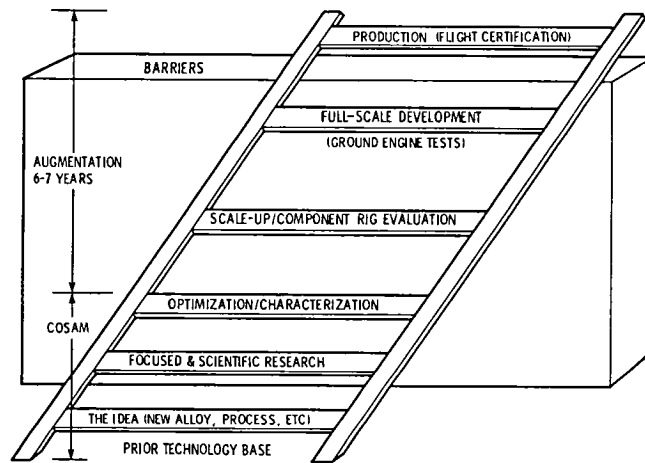 PRODUCTION (FLIGHT CERTIFICATION)
BARRIERS
FULL-SCALE DEVELOPMENT
(GROUND ENGINE TESTS)
AUGMENTATION
6-7 YEARS
SCALE-UP/COMPONENT RIG EVALUATION
OPTIMIZATION/CHARACTERIZATION
COSAM
FOCUSED & SCIENTIFIC RESEARCH
THE IDEA (NEW ALLOY, PROCESS, ETC)
PRIOR TECHNOLOGY BASE